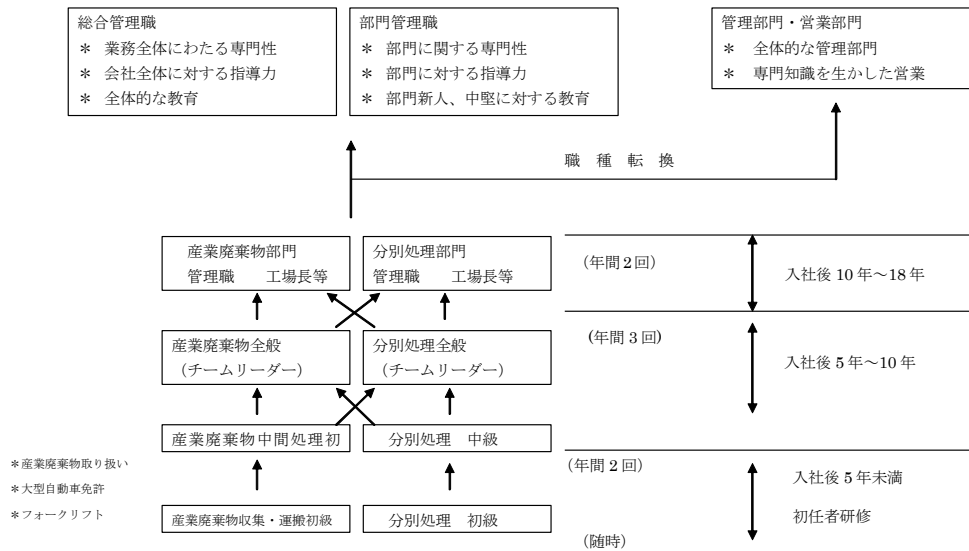 総合管理職
＊ 業務全体にわたる専門性
＊ 会社全体に対する指導力
＊ 全体的な教育
部門管理職
＊ 部門に関する専門性
＊ 部門に対する指導力
＊ 部門新人、中堅に対する教育
管理部門・営業部門
＊ 全体的な管理部門
＊ 専門知識を生かした営業
職 種 転 換
産業廃棄物部門
管理職 工場長等
分別処理部門
管理職 工場長等
(年間2回)
入社後 10 年～18 年
産業廃棄物全般
（チームリーダー）
分別処理全般
（チームリーダー）
(年間 3 回)
入社後 5 年～10 年
産業廃棄物中間処理初
分別処理 中級
(年間 2 回)
入社後 5 年未満
初任者研修
＊産業廃棄物取り扱い
＊大型自動車免許
＊フォークリフト
産業廃棄物収集・運搬初級
分別処理 初級
(随時)